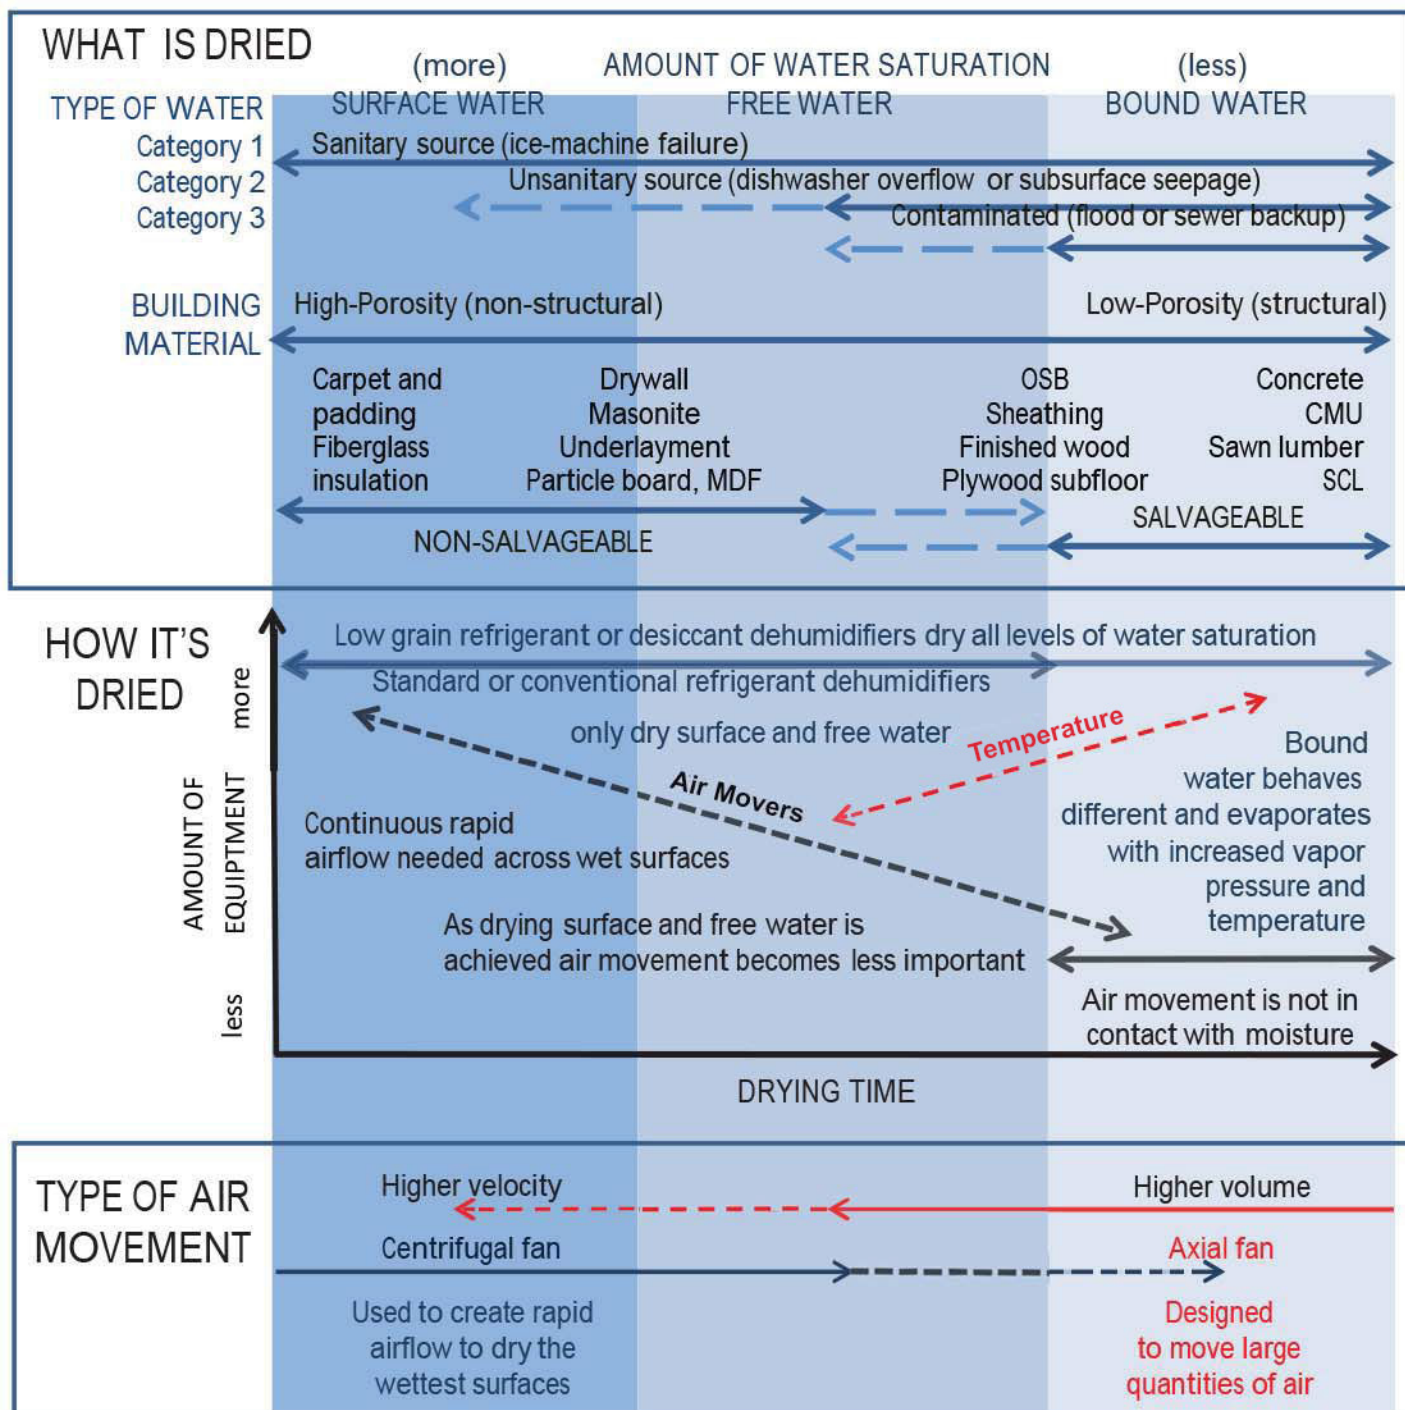 WHAT IS DRIED
(more) AMOUNT OF WATER SATURATION (less)
TYPE OF WATER SURFACE WATER FREE WATER BOUND WATER
Category 1 Sanitary source (ice-machine failure)
Category 2 Unsanitary source (dishwasher overflow or subsurface seepage)
Category 3 Contaminated (flood or sewer backup)
BUILDING MATERIAL
High-Porosity (non-structural) Low-Porosity (structural)
Carpet and
padding
Fiberglass
insulation
Drywall
Masonite
Underlayment
Particle board, MDF
OSB
Sheathing
Finished wood
Plywood subfloor
Concrete
CMU
Sawn lumber
SCL
NON-SALVAGEABLE
SALVAGEABLE
HOW IT'S
DRIED
more
AMOUNT OF
EQUIPTMENT
less
Low grain refrigerant or desiccant dehumidifiers dry all levels of water saturation
Standard or conventional refrigerant dehumidifiers
only dry surface and free water
Temperature
Air Movers
Continuous rapid
airflow needed across wet surfaces
As drying surface and free water is
achieved air movement becomes less important
Bound
water behaves
different and evaporates
with increased vapor
pressure and
temperature
Air movement is not in
contact with moisture
DRYING TIME
TYPE OF AIR
MOVEMENT
Higher velocity Higher volume
Centrifugal fan
Used to create rapid
airflow to dry the
wettest surfaces
Axial fan
Designed
to move large
quantities of air